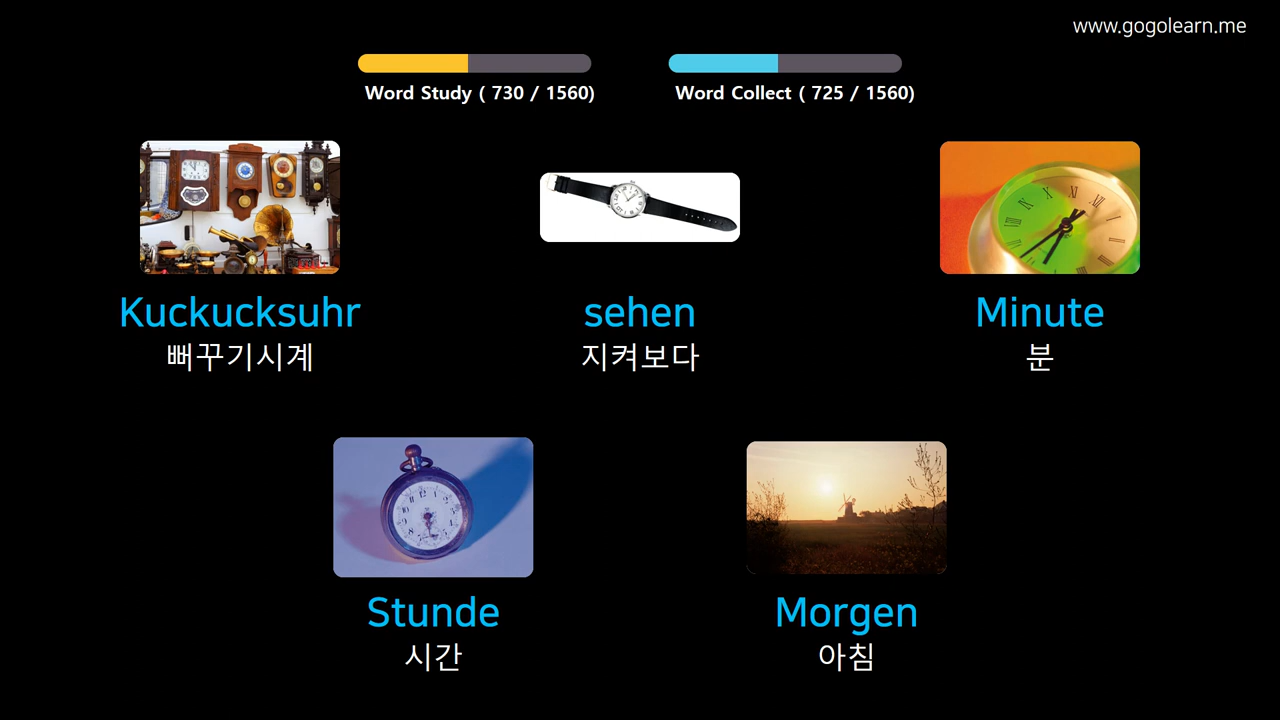 www.gogolearn.me
Word Study ( 730 / 1560)
Word Collect ( 725 / 1560)
Kuckucksuhr
뻐꾸기시계
sehen
지켜보다
Minute
분
Stunde
시간
Morgen
아침